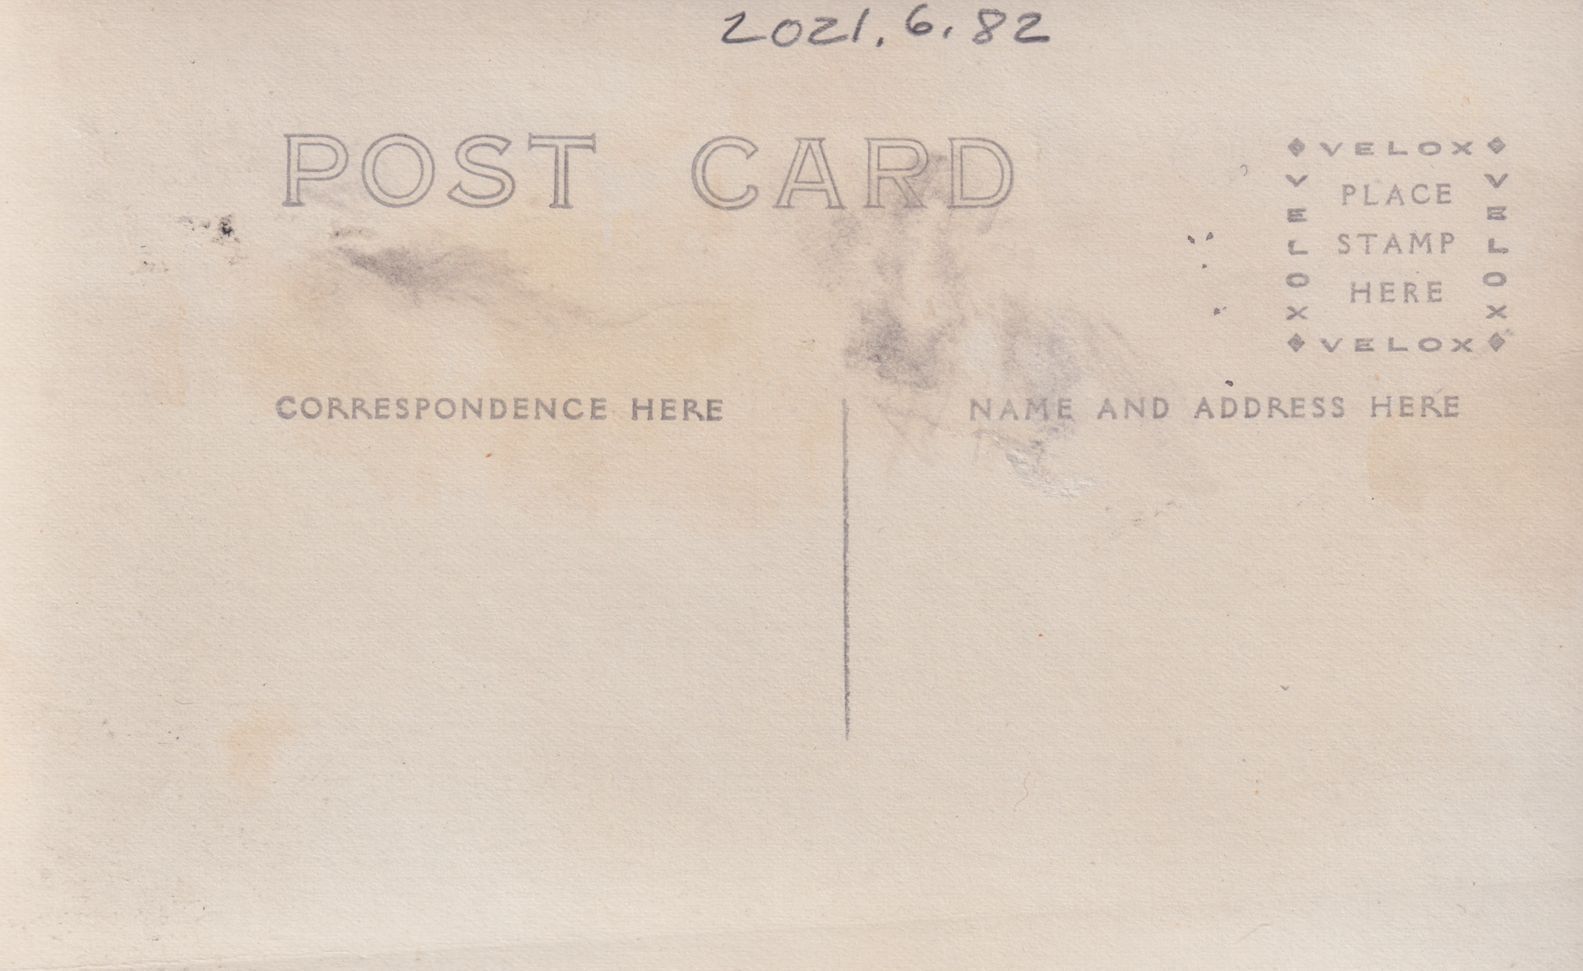 2021.6.82
POST CARD
VELOX
VELOX
PLACE
STAMP
HERE
VELOX
VELOX
CORRESPONDENCE HERE
NAME AND ADDRESS HERE